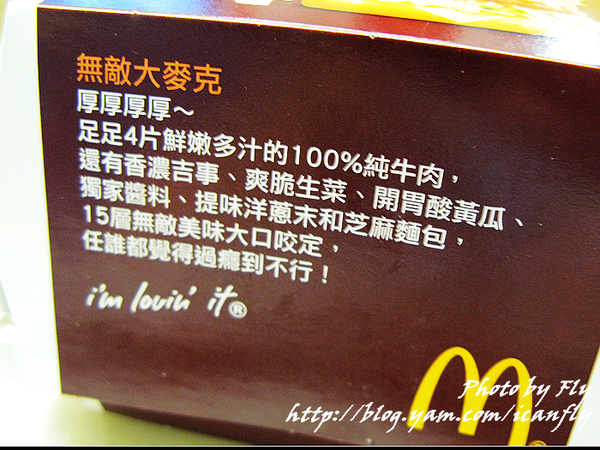 無敵大麥克
厚厚厚厚～
足足4片鮮嫩多汁的100%純牛肉，
還有香濃吉事、爽脆生菜、開胃酸黃瓜、
獨家醬料、提味洋蔥末和芝麻麵包，
15層無敵美味大口咬定，
任誰都覺得過癮到不行！
i'm lovin' it®
Photo by Fly
http://blog.yam.com/icanfly